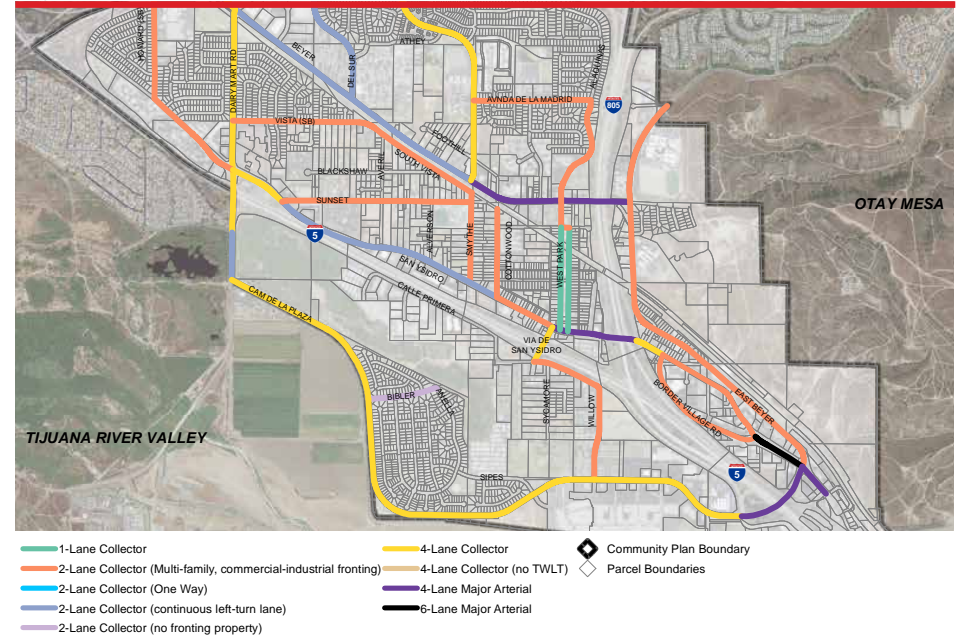 HOWARD (SB)
DAIRY MART RD
BEYER
DEL SUR
ATHEY
ALAQUINAS
AVNDA DE LA MADRID
805
VISTA (SB)
FOOTHILL
SOUTH VISTA
AVERIL
BLACKSHAW
SUNSET
OTAY MESA
5
ALVERSON
SMYTHE
COTTONWOOD
WEST PARK
SAN YSIDRO
CALLE PRIMERA
CAM DE LA PLAZA
VIA DE
SAN YSIDRO
BIBLER
ANELLA
SYCAMORE
WILLOW
BORDER VILLAGE RD
EAST BEYER
TIJUANA RIVER VALLEY
SIPES
5
1-Lane Collector
2-Lane Collector (Multi-family, commercial-industrial fronting)
2-Lane Collector (One Way)
2-Lane Collector (continuous left-turn lane)
2-Lane Collector (no fronting property)
4-Lane Collector
4-Lane Collector (no TWLT)
4-Lane Major Arterial
6-Lane Major Arterial
Community Plan Boundary
Parcel Boundaries